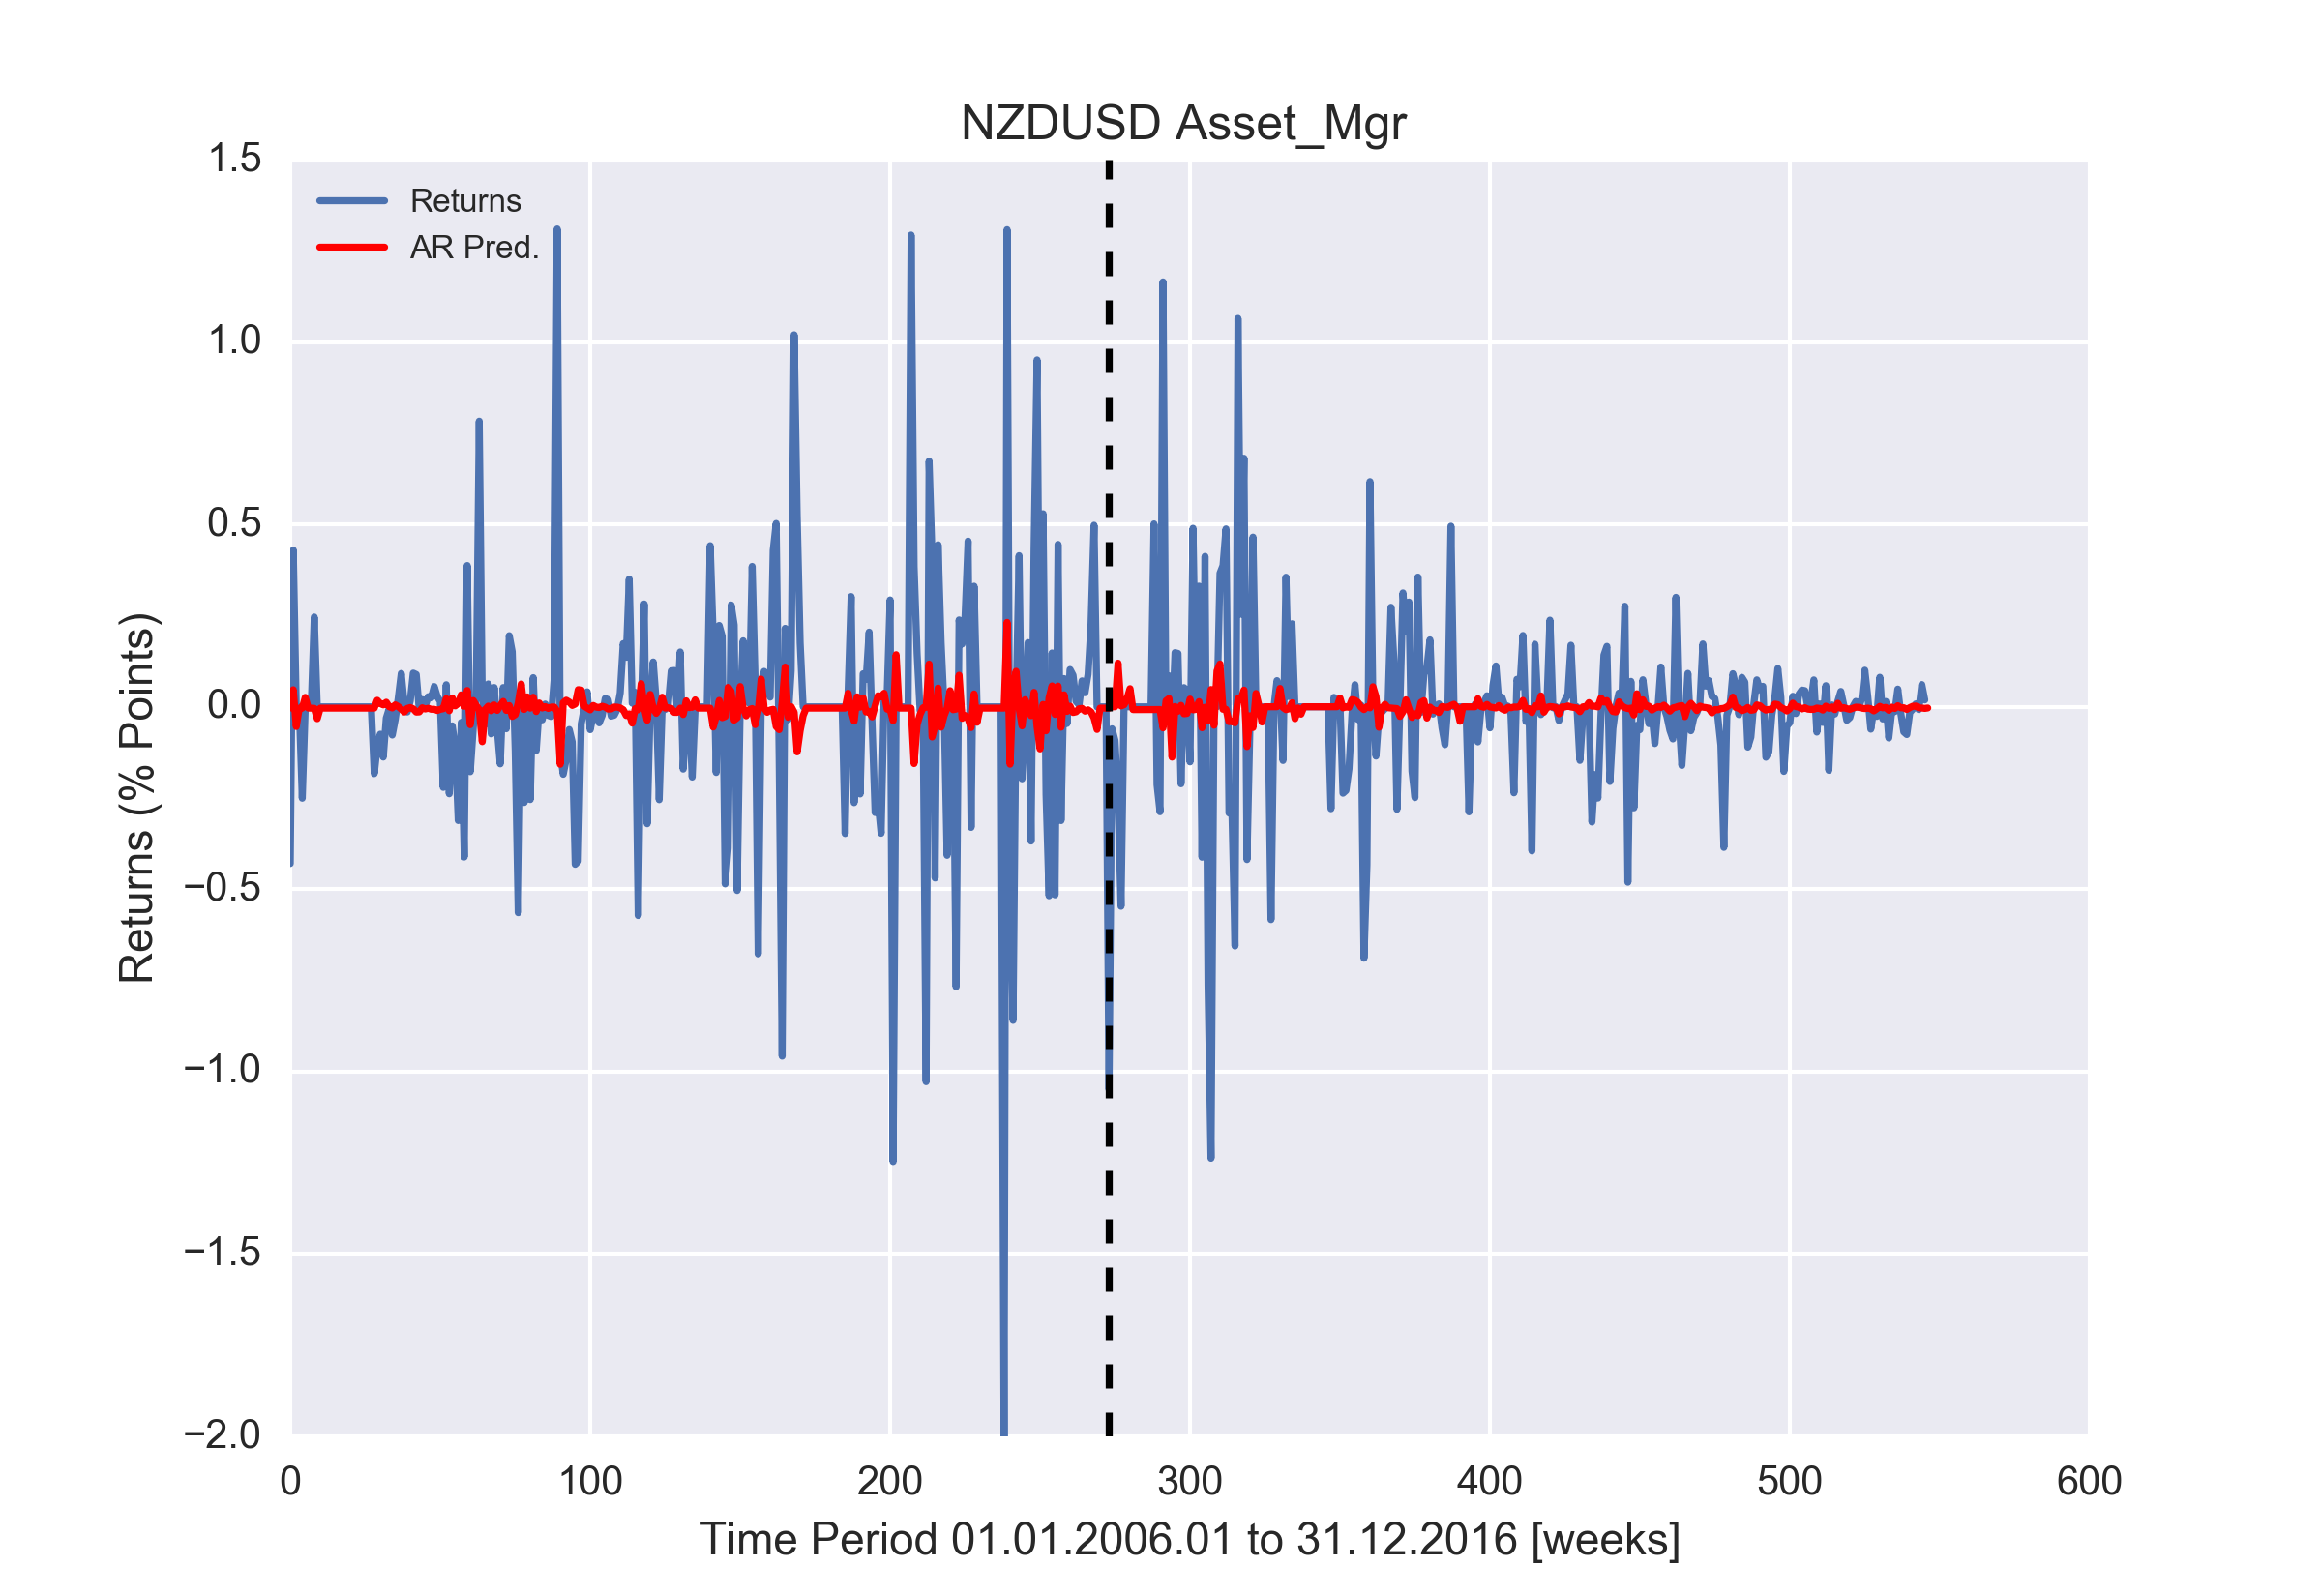 NZDUSD Asset_Mgr
1.5
1.0
0.5
0.0
−0.5
−1.0
−1.5
−2.0
Returns (% Points)
Returns
AR Pred.
0 100 200 300 400 500 600
Time Period 01.01.2006.01 to 31.12.2016 [weeks]